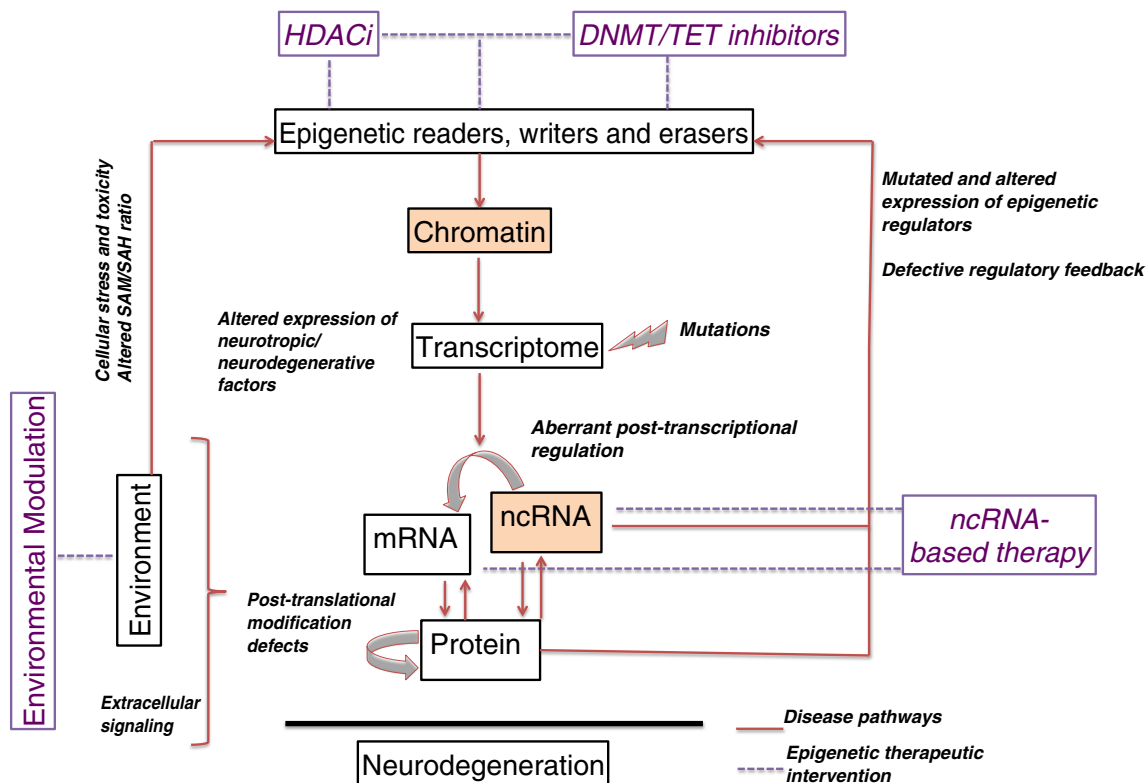 HDACi
DNMT/TET inhibitors
Epigenetic readers, writers and erasers
Cellular stress and toxicity
Altered SAM/SAH ratio
Mutated and altered
expression of epigenetic
regulators
Defective regulatory feedback
Chromatin
Altered expression of
neurotropic/
neurodegenerative
factors
Transcriptome
Mutations
Aberrant post-transcriptional
regulation
Environmental Modulation
Environment
mRNA
ncRNA
ncRNA-
based therapy
Post-translational
modification
defects
Protein
Extracellular
signaling
Neurodegeneration
Disease pathways
Epigenetic therapeutic
intervention